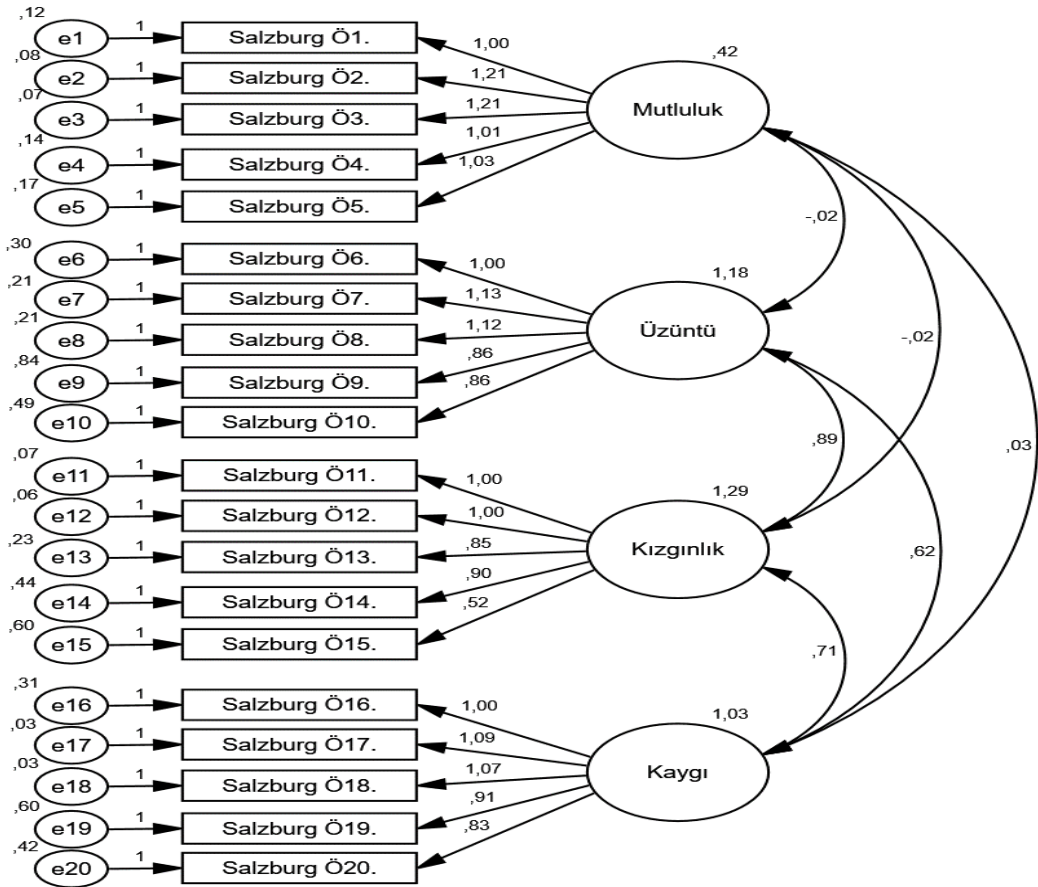 ,12
e1 1 Salzburg Ö1. 1,00
,08
e2 1 Salzburg Ö2. 1,21
,07
e3 1 Salzburg Ö3. 1,21
,14
e4 1 Salzburg Ö4. 1,01
,17
e5 1 Salzburg Ö5. 1,03
,42
Mutluluk
,30
e6 1 Salzburg Ö6. 1,00
,21
e7 1 Salzburg Ö7. 1,13
,21
e8 1 Salzburg Ö8. 1,12
,84
e9 1 Salzburg Ö9. ,86
,49
e10 1 Salzburg Ö10. ,86
1,18
Üzüntü
,07
e11 1 Salzburg Ö11. 1,00
,06
e12 1 Salzburg Ö12. 1,00
,23
e13 1 Salzburg Ö13. ,85
,44
e14 1 Salzburg Ö14. ,90
,60
e15 1 Salzburg Ö15. ,52
1,29
Kızgınlık
,31
e16 1 Salzburg Ö16. 1,00
,03
e17 1 Salzburg Ö17. 1,09
,03
e18 1 Salzburg Ö18. 1,07
,60
e19 1 Salzburg Ö19. ,91
,42
e20 1 Salzburg Ö20. ,83
1,03
Kaygı
-,02
-,02
,89
,03
,62
,71